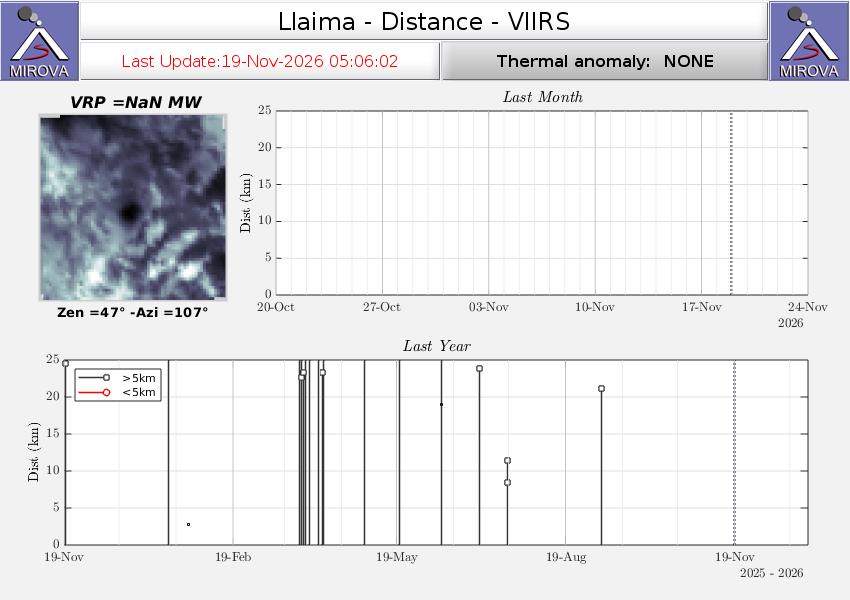 Llaima - Distance - VIIRS
Last Update:19-Nov-2026 05:06:02
Thermal anomaly: NONE
MIROVA
MIROVA
VRP =NaN MW
Zen =47° -Azi =107°
Last Month
Dist (km)
25
20
15
10
5
0
20-Oct
27-Oct
03-Nov
10-Nov
17-Nov
24-Nov
2026
Last Year
Dist (km)
25
20
15
10
5
0
>5km
<5km
19-Nov
19-Feb
19-May
19-Aug
19-Nov
2025 - 2026